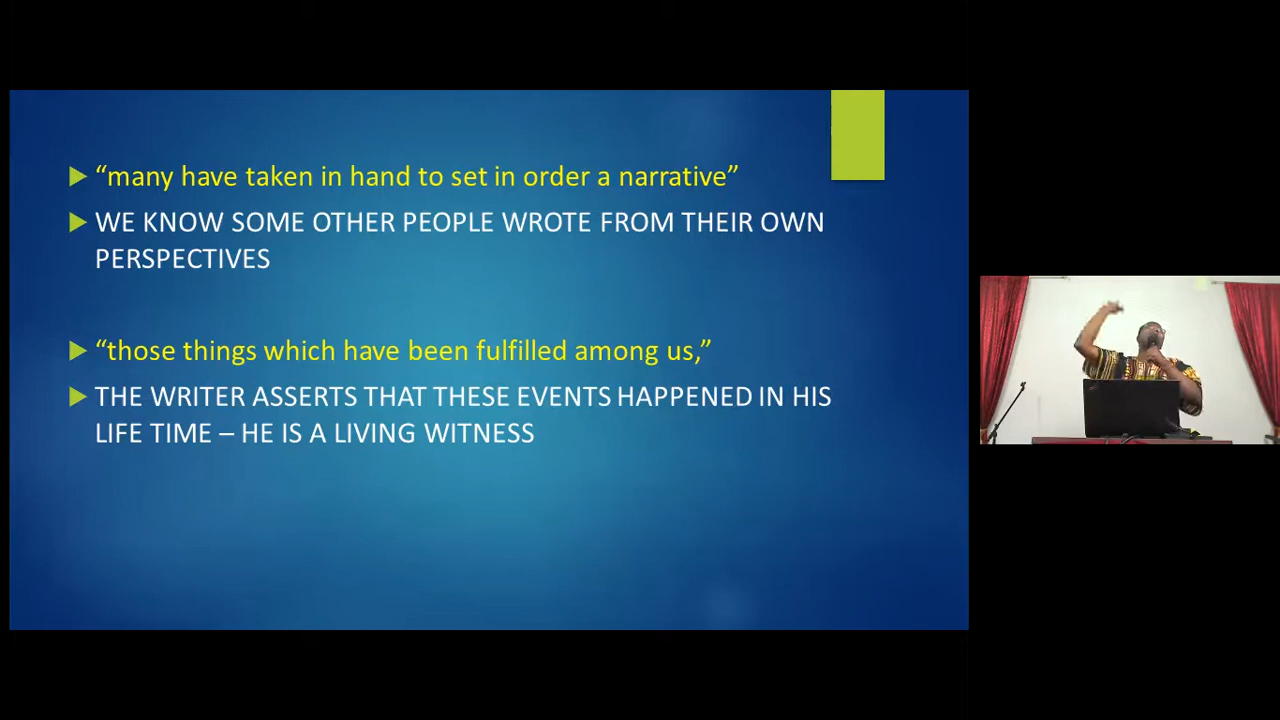 “many have taken in hand to set in order a narrative”
WE KNOW SOME OTHER PEOPLE WROTE FROM THEIR OWN
PERSPECTIVES
“those things which have been fulfilled among us,”
THE WRITER ASSERTS THAT THESE EVENTS HAPPENED IN HIS
LIFE TIME – HE IS A LIVING WITNESS